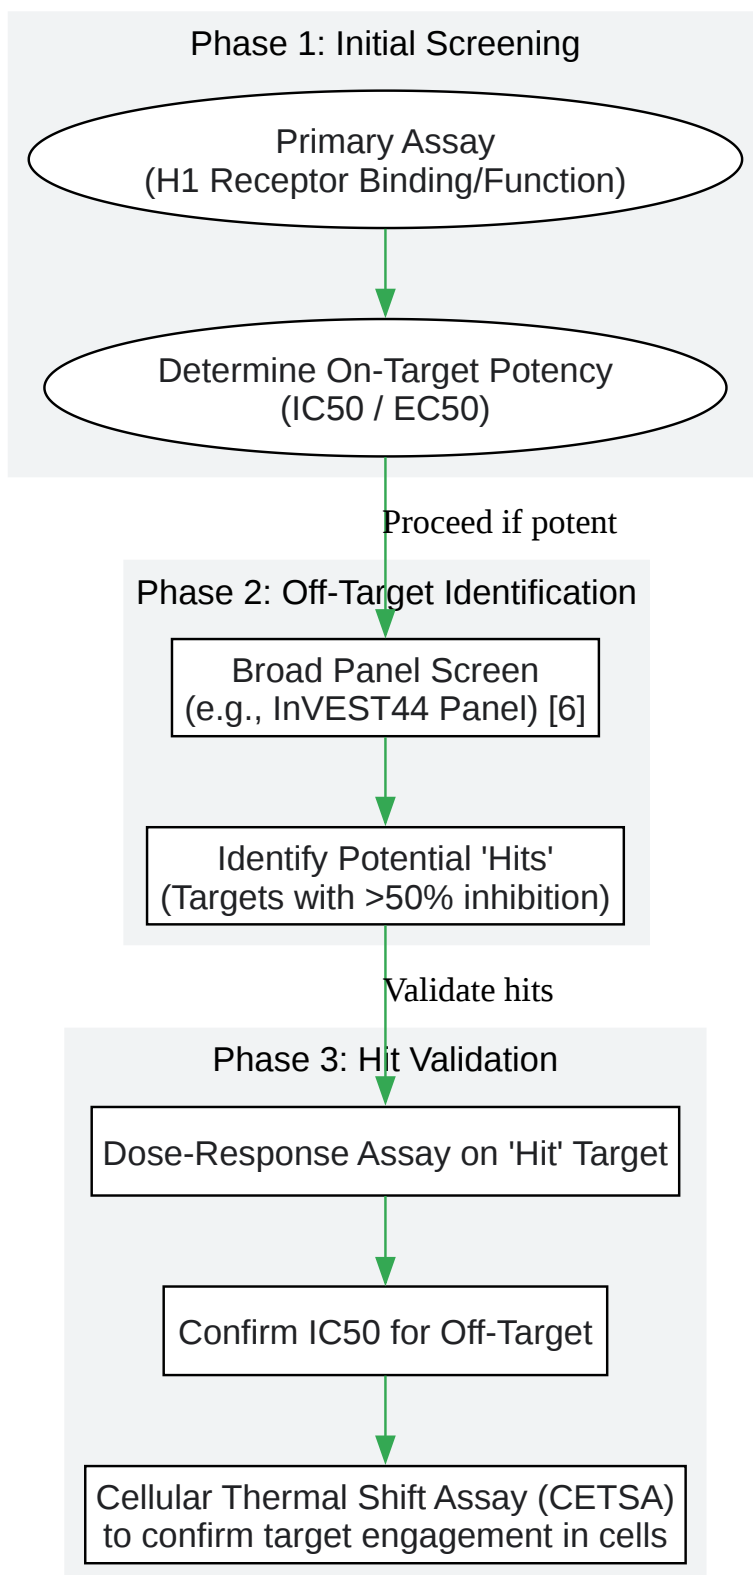 Phase 1: Initial Screening
Primary Assay
(H1 Receptor Binding/Function)
Determine On-Target Potency
(IC50 / EC50)
Proceed if potent
Phase 2: Off-Target Identification
Broad Panel Screen
(e.g., InVEST44 Panel) [6]
Identify Potential 'Hits'
(Targets with >50% inhibition)
Validate hits
Phase 3: Hit Validation
Dose-Response Assay on 'Hit' Target
Confirm IC50 for Off-Target
Cellular Thermal Shift Assay (CETSA)
to confirm target engagement in cells